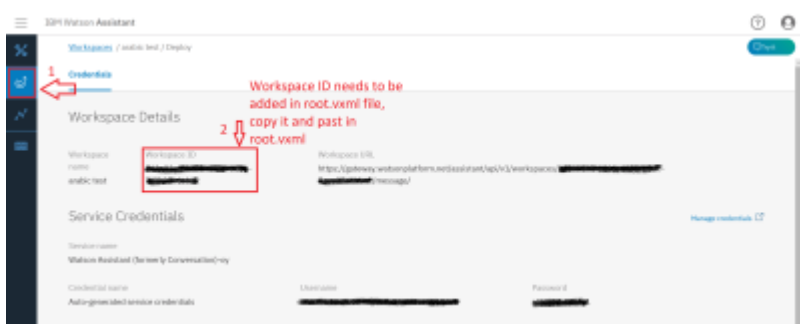 IBM Watson Assistant
Workspaces / arabic test / Deploy
Credentials
1
Workspace ID needs to be
added in root.vxml file,
copy it and past in
root.vxml
2
Workspace Details
Workspace name
Workspace ID
Workspace URL
arabic test
https://gateway.watsonplatform.net/assistant/api/v1/workspaces/
/message/
Service Credentials
Manage credentials
Service name
Watson Assistant (formerly Conversation)-vy
Credential name
Username
Password
Auto-generated service credentials